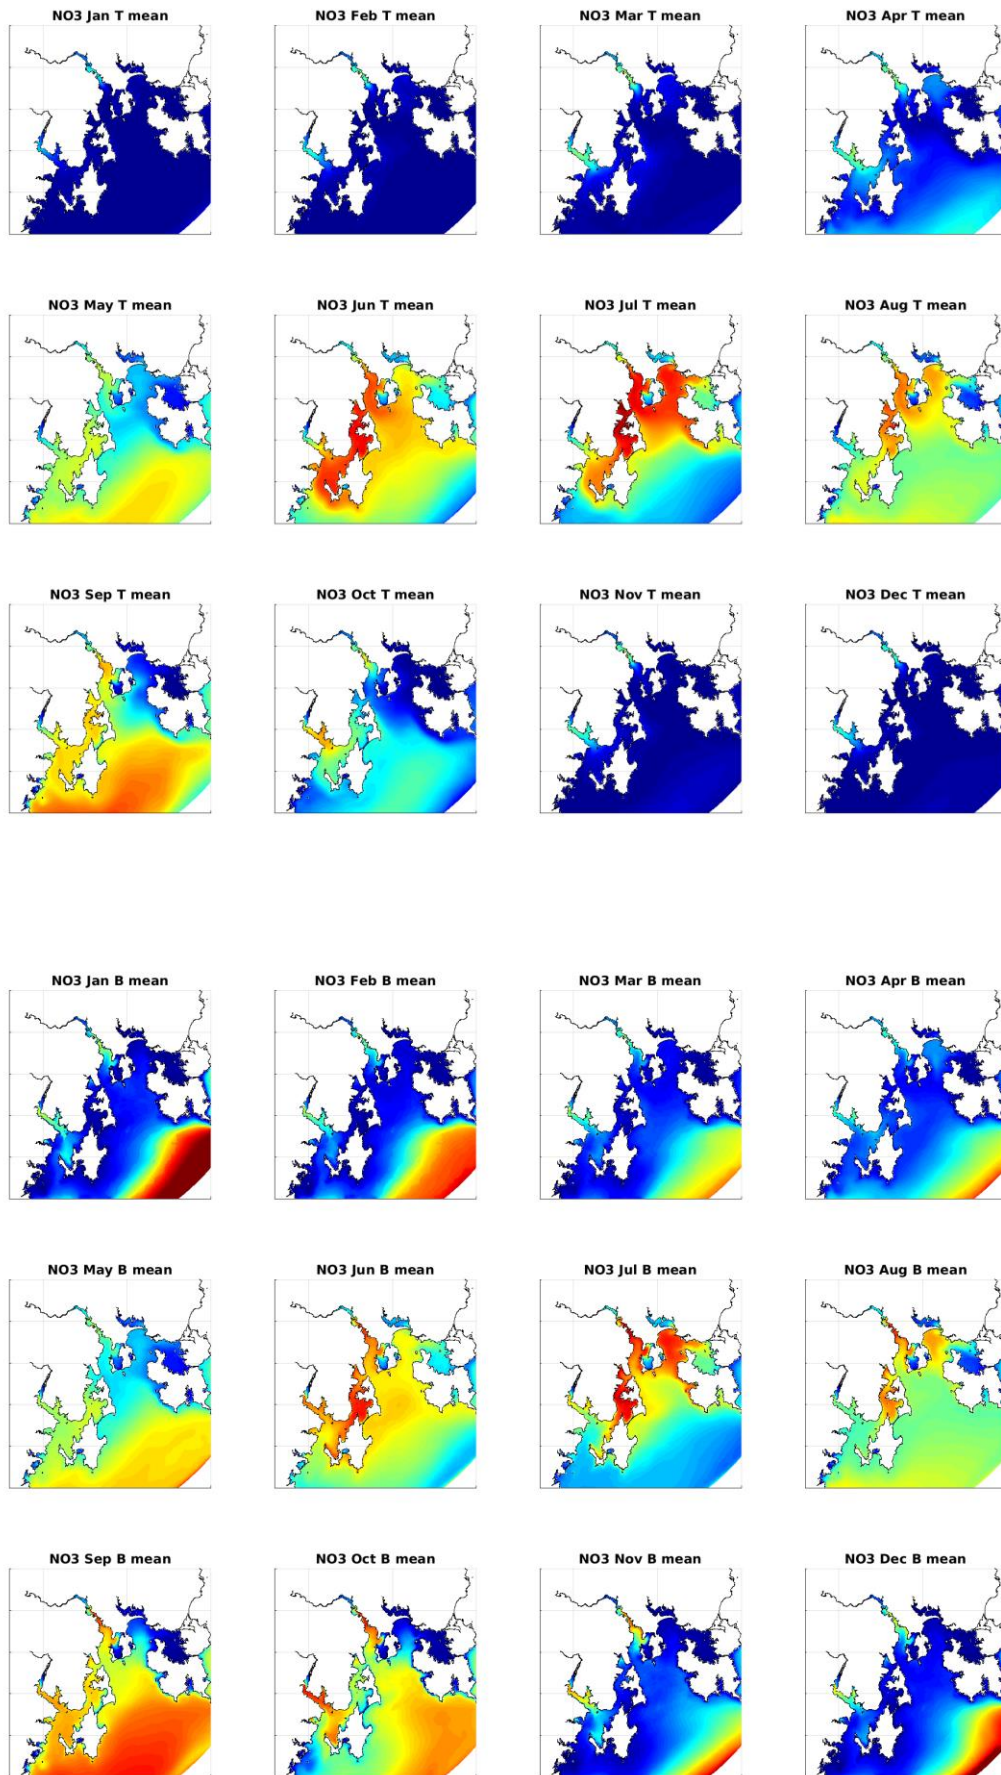 NO3 Jan T mean NO3 Feb T mean NO3 Mar T mean NO3 Apr T mean
NO3 May T mean NO3 Jun T mean NO3 Jul T mean NO3 Aug T mean
NO3 Sep T mean NO3 Oct T mean NO3 Nov T mean NO3 Dec T mean
NO3 Jan B mean NO3 Feb B mean NO3 Mar B mean NO3 Apr B mean
NO3 May B mean NO3 Jun B mean NO3 Jul B mean NO3 Aug B mean
NO3 Sep B mean NO3 Oct B mean NO3 Nov B mean NO3 Dec B mean